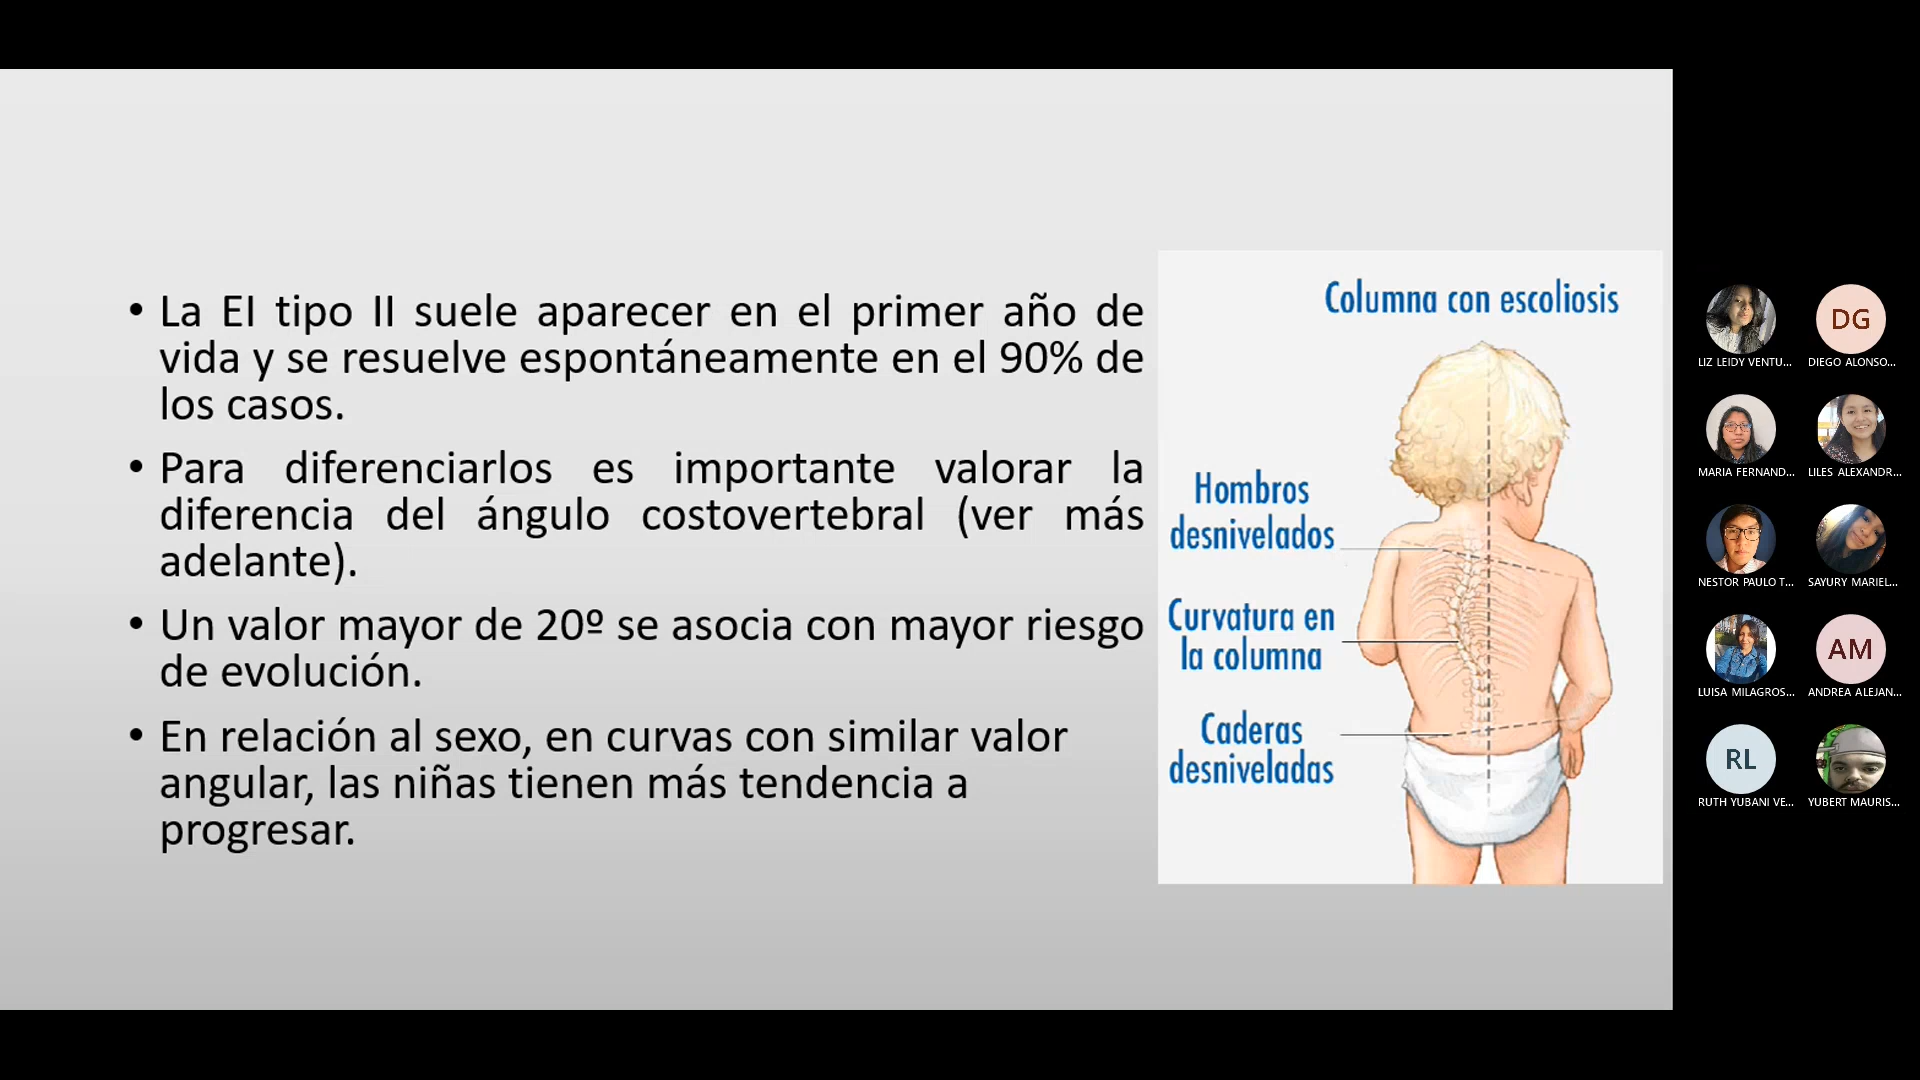 • La EI tipo II suele aparecer en el primer año de
vida y se resuelve espontáneamente en el 90% de
los casos.
• Para diferenciarlos es importante valorar la
diferencia del ángulo costovertebral (ver más
adelante).
• Un valor mayor de 20º se asocia con mayor riesgo
de evolución.
• En relación al sexo, en curvas con similar valor
angular, las niñas tienen más tendencia a
progresar.
Columna con escoliosis
Hombros
desnivelados
Curvatura en
la columna
Caderas
desniveladas
DG
LIZ LEIDY VENTU...
DIEGO ALONSO...
MARIA FERNAND...
LILES ALEXANDR...
NESTOR PAULO T...
SAYURY MARIEL...
AM
LUISA MILAGROS...
ANDREA ALEJAN...
RL
RUTH YUBANI VE...
YUBERT MAURIS...